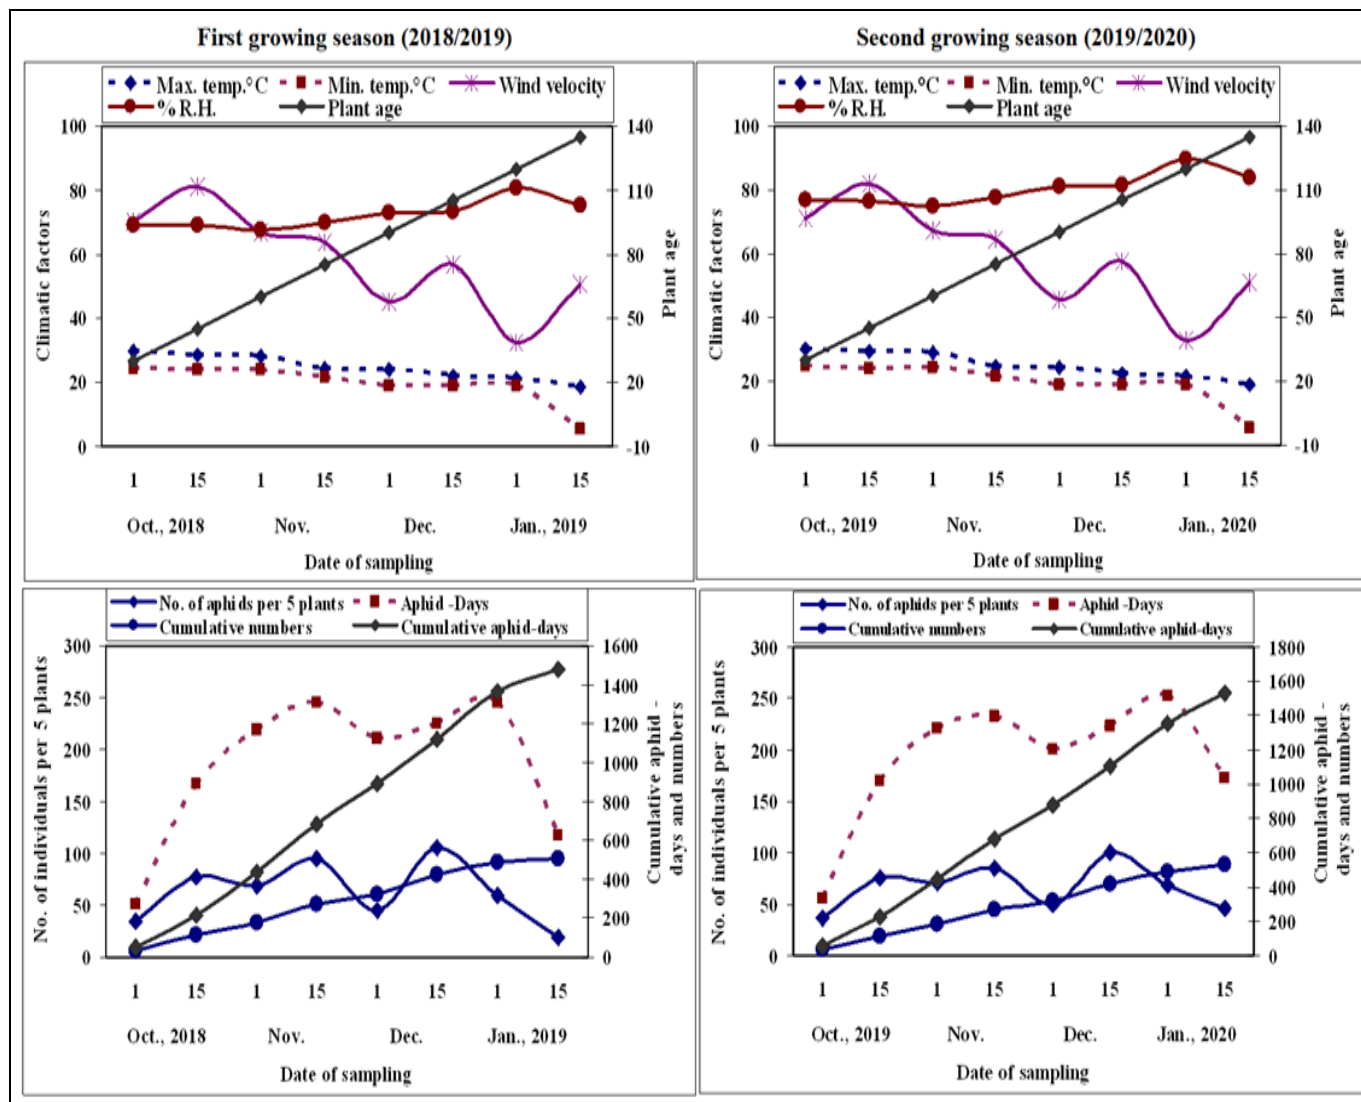 First growing season (2018/2019)
Second growing season (2019/2020)
Max. temp.°C Min. temp.°C Wind velocity
% R.H. Plant age
100
80
60
40
20
0
Climatic factors
140
110
80
50
20
-10
Plant age
1 15 1 15 1 15 1 15
Oct., 2018 Nov. Dec. Jan., 2019
Date of sampling
Max. temp.°C Min. temp.°C Wind velocity
% R.H. Plant age
100
80
60
40
20
0
Climatic factors
140
110
80
50
20
-10
Plant age
1 15 1 15 1 15 1 15
Oct., 2019 Nov. Dec. Jan., 2020
Date of sampling
No. of aphids per 5 plants Aphid -Days
Cumulative numbers Cumulative aphid-days
300
250
200
150
100
50
0
No. of individuals per 5 plants
1600
1400
1200
1000
800
600
400
200
0
Cumulative aphid -
days and numbers
1 15 1 15 1 15 1 15
Oct., 2018 Nov. Dec. Jan., 2019
Date of sampling
No. of aphids per 5 plants Aphid -Days
Cumulative numbers Cumulative aphid-days
300
250
200
150
100
50
0
No. of individuals per 5 plants
1800
1600
1400
1200
1000
800
600
400
200
0
Cumulative aphid -
days and numbers
1 15 1 15 1 15 1 15
Oct., 2019 Nov. Dec. Jan., 2020
Date of sampling